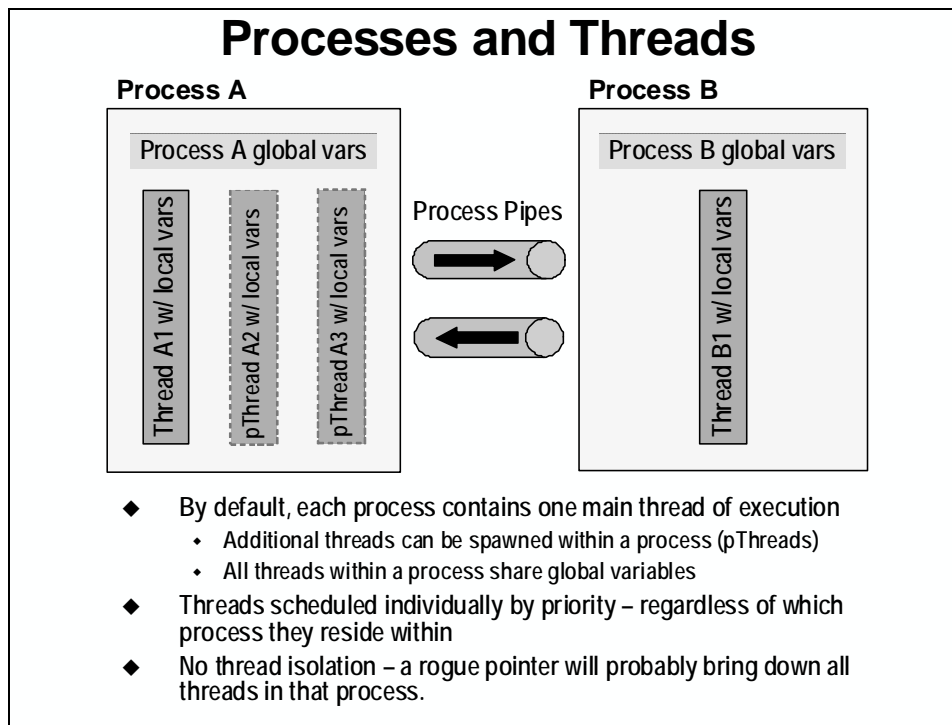 Processes and Threads
Process A
Process B
Process A global vars
Process B global vars
Thread A1 w/ local vars
pThread A2 w/ local vars
pThread A3 w/ local vars
Process Pipes
Thread B1 w/ local vars
◆ By default, each process contains one main thread of execution
◆ Additional threads can be spawned within a process (pThreads)
◆ All threads within a process share global variables
◆ Threads scheduled individually by priority – regardless of which
process they reside within
◆ No thread isolation – a rogue pointer will probably bring down all
threads in that process.